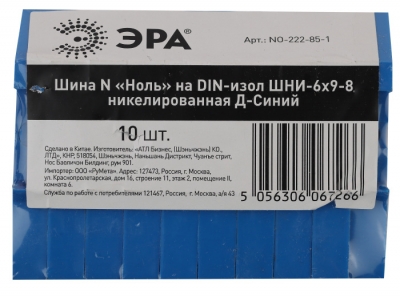 ЭРА®
Арт.: NO-222-85-1
Шина N «Ноль» на DIN-изол ШНИ-6х9-8
никелированная Д-Синий
10 шт.
Сделано в Китае. Изготовитель: «АТЛ Бизнес, (Шэньчжэнь) КО.,
ЛТД», КНР, 518054, Шэньчжэнь, Наньшань Дистрикт, Чуангье стрит,
Нос Баоличэн Билдинг, рум 901.
Импортер: ООО «РуМета» Адрес: 127473, Россия, г. Москва,
ул. Краснопролетарская, дом 16, строение 11, этаж 2, помещение II,
комната 6.
Служба по работе с потребителями 121467, Россия, г. Москва, а/я 43
5 056306 067266